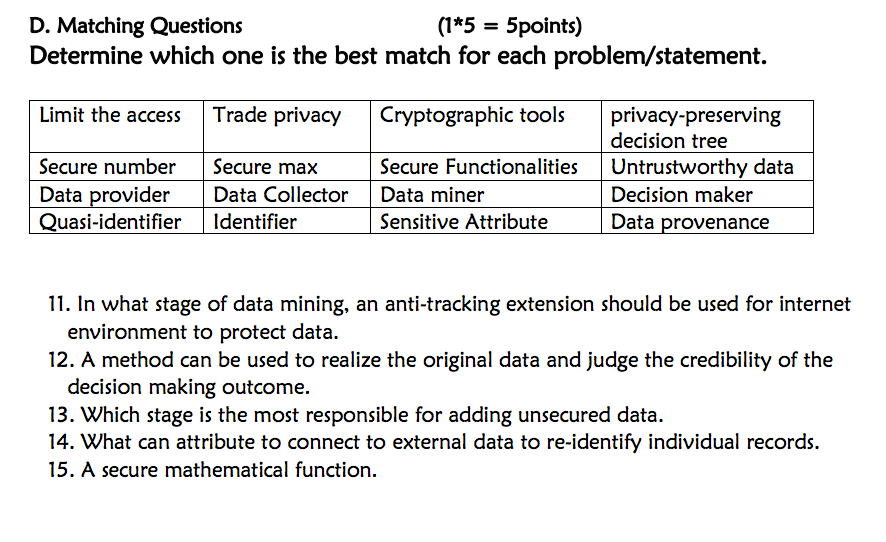 D. Matching Questions (1*5 = 5points)
Determine which one is the best match for each problem/statement.
Limit the access Trade privacy Cryptographic tools privacy-preserving
decision tree
Secure number Secure max Secure Functionalities Untrustworthy data
Data provider Data Collector Data miner Decision maker
Quasi-identifier Identifier Sensitive Attribute Data provenance
11. In what stage of data mining, an anti-tracking extension should be used for internet
environment to protect data.
12. A method can be used to realize the original data and judge the credibility of the
decision making outcome.
13. Which stage is the most responsible for adding unsecured data.
14. What can attribute to connect to external data to re-identify individual records.
15. A secure mathematical function.